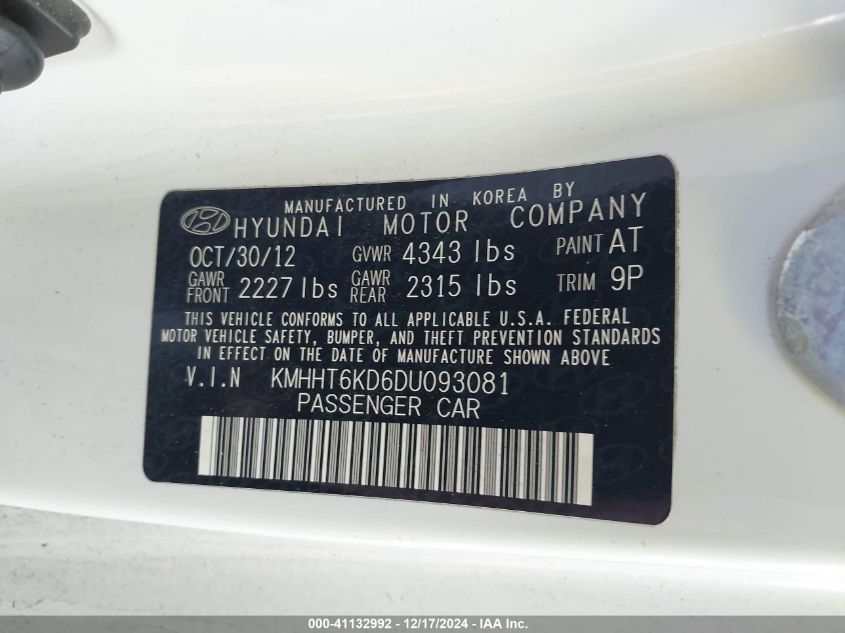 MANUFACTURED IN KOREA BY
HYUNDAI MOTOR COMPANY
OCT/30/12 GVWR 4343 lbs PAINT AT
GAWR FRONT 2227 lbs GAWR REAR 2315 lbs TRIM 9P
THIS VEHICLE CONFORMS TO ALL APPLICABLE U.S.A. FEDERAL
MOTOR VEHICLE SAFETY, BUMPER, AND THEFT PREVENTION STANDARDS
IN EFFECT ON THE DATE OF MANUFACTURE SHOWN ABOVE
V.I.N KMHHT6KD6DU093081
PASSENGER CAR
000-41132992 - 12/17/2024 - IAA Inc.